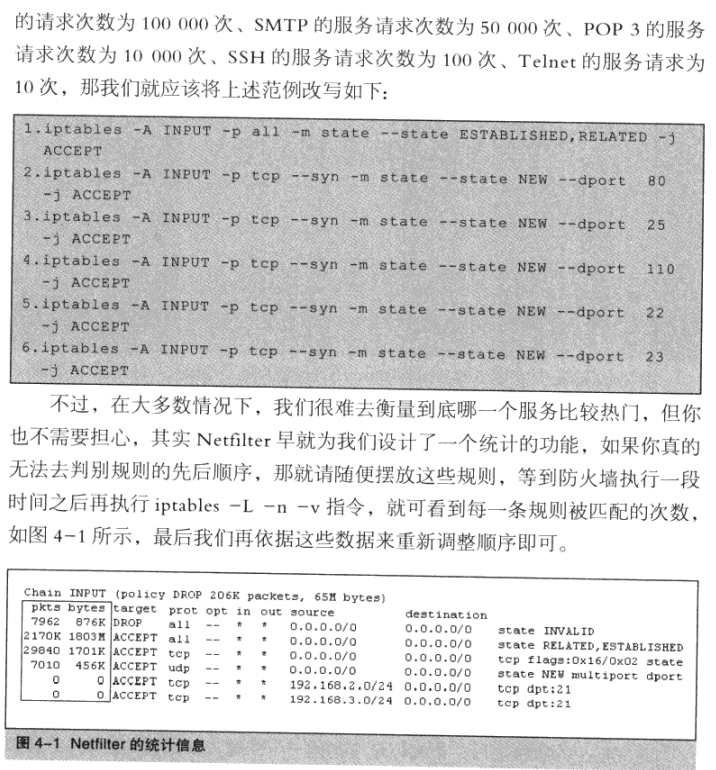 的请求次数为 100 000 次、SMTP 的服务请求次数为 50 000 次、POP 3 的服务
请求次数为 10 000 次、SSH 的服务请求次数为 100 次、Telnet 的服务请求为
10 次，那我们就应该将上述范例改写如下：
1.iptables -A INPUT -p all -m state --state ESTABLISHED,RELATED -j
ACCEPT
2.iptables -A INPUT -p tcp --syn -m state --state NEW --dport 80
-j ACCEPT
3.iptables -A INPUT -p tcp --syn -m state --state NEW --dport 25
-j ACCEPT
4.iptables -A INPUT -p tcp --syn -m state --state NEW --dport 110
-j ACCEPT
5.iptables -A INPUT -p tcp --syn -m state --state NEW --dport 22
-j ACCEPT
6.iptables -A INPUT -p tcp --syn -m state --state NEW --dport 23
-j ACCEPT
不过，在大多数情况下，我们很难去衡量到底哪一个服务比较热门，但你
也不需要担心，其实 Netfilter 早就为我们设计了一个统计的功能，如果你真的
无法去判别规则的先后顺序，那就请随便摆放这些规则，等到防火墙执行一段
时间之后再执行 iptables -L -n -v 指令，就可看到每一条规则被匹配的次数，
如图 4-1 所示，最后我们再依据这些数据来重新调整顺序即可。
Chain INPUT (policy DROP 206K packets, 65M bytes)
pkts bytes target prot opt in out source destination
7962 876K DROP all -- * * 0.0.0.0/0 0.0.0.0/0 state INVALID
2170K 1803M ACCEPT all -- * * 0.0.0.0/0 0.0.0.0/0 state RELATED,ESTABLISHED
29840 1701K ACCEPT tcp -- * * 0.0.0.0/0 0.0.0.0/0 tcp flags:0x16/0x02 state
7010 456K ACCEPT udp -- * * 0.0.0.0/0 0.0.0.0/0 state NEW multiport dport
0 0 ACCEPT tcp -- * * 192.168.2.0/24 0.0.0.0/0 tcp dpt:21
0 0 ACCEPT tcp -- * * 192.168.3.0/24 0.0.0.0/0 tcp dpt:21
图 4-1 Netfilter 的统计信息